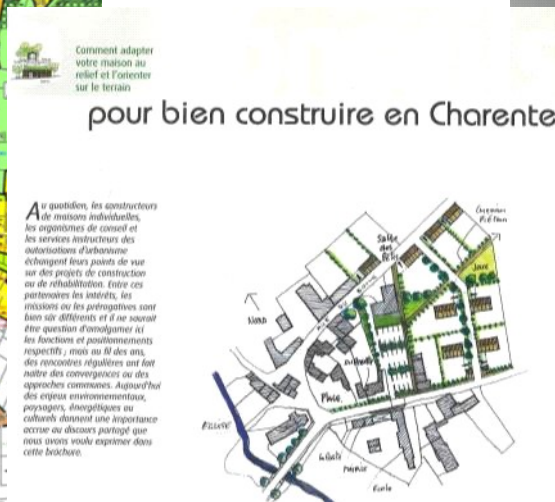 Comment adapter
votre maison au
relief et l'orienter
sur le terrain
pour bien construire en Charente
Au quotidien, les constructeurs
de maisons individuelles,
les organismes de conseil et
les services instructeurs des
autorisations d'urbanisme
échangent leurs points de vue
sur des projets de construction
ou de réhabilitation. Entre ces
partenaires les intérêts, les
missions ou les prérogatives sont
bien sûr différents et il ne saurait
être question d'amalgamer ici
les fonctions et positionnements
respectifs ; mais au fil des ans,
des rencontres régulières ont fait
naître des convergences ou des
approches communes. Aujourd'hui
des enjeux environnementaux,
paysagers, énergétiques ou
culturels donnent une importance
accrue au discours partagé que
nous avons voulu exprimer dans
cette brochure.
Chemin
Piéton
Salle
des
Fêtes
Nord
Place
Mairie
Ecole